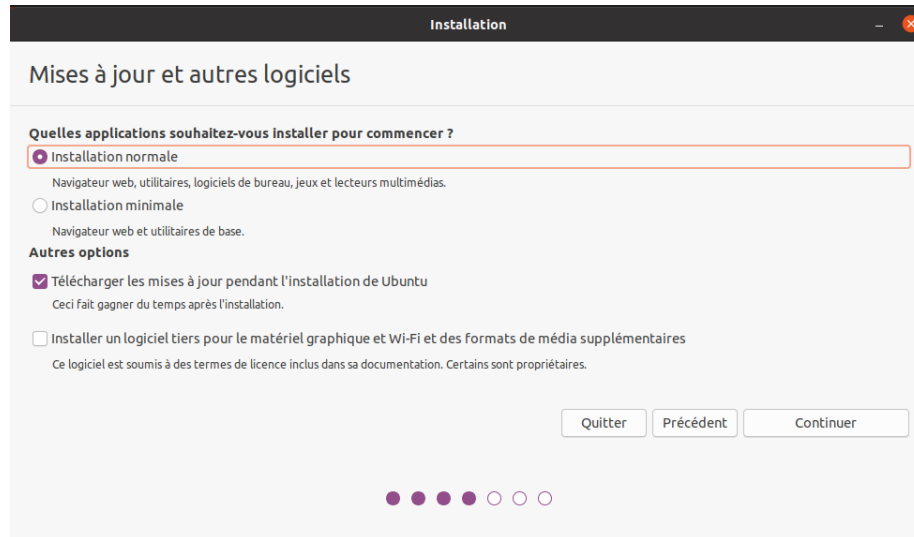 Installation
Mises à jour et autres logiciels
Quelles applications souhaitez-vous installer pour commencer ?
Installation normale
Navigateur web, utilitaires, logiciels de bureau, jeux et lecteurs multimédias.
Installation minimale
Navigateur web et utilitaires de base.
Autres options
Télécharger les mises à jour pendant l'installation de Ubuntu
Ceci fait gagner du temps après l'installation.
Installer un logiciel tiers pour le matériel graphique et Wi-Fi et des formats de média supplémentaires
Ce logiciel est soumis à des termes de licence inclus dans sa documentation. Certains sont propriétaires.
Quitter Précédent Continuer